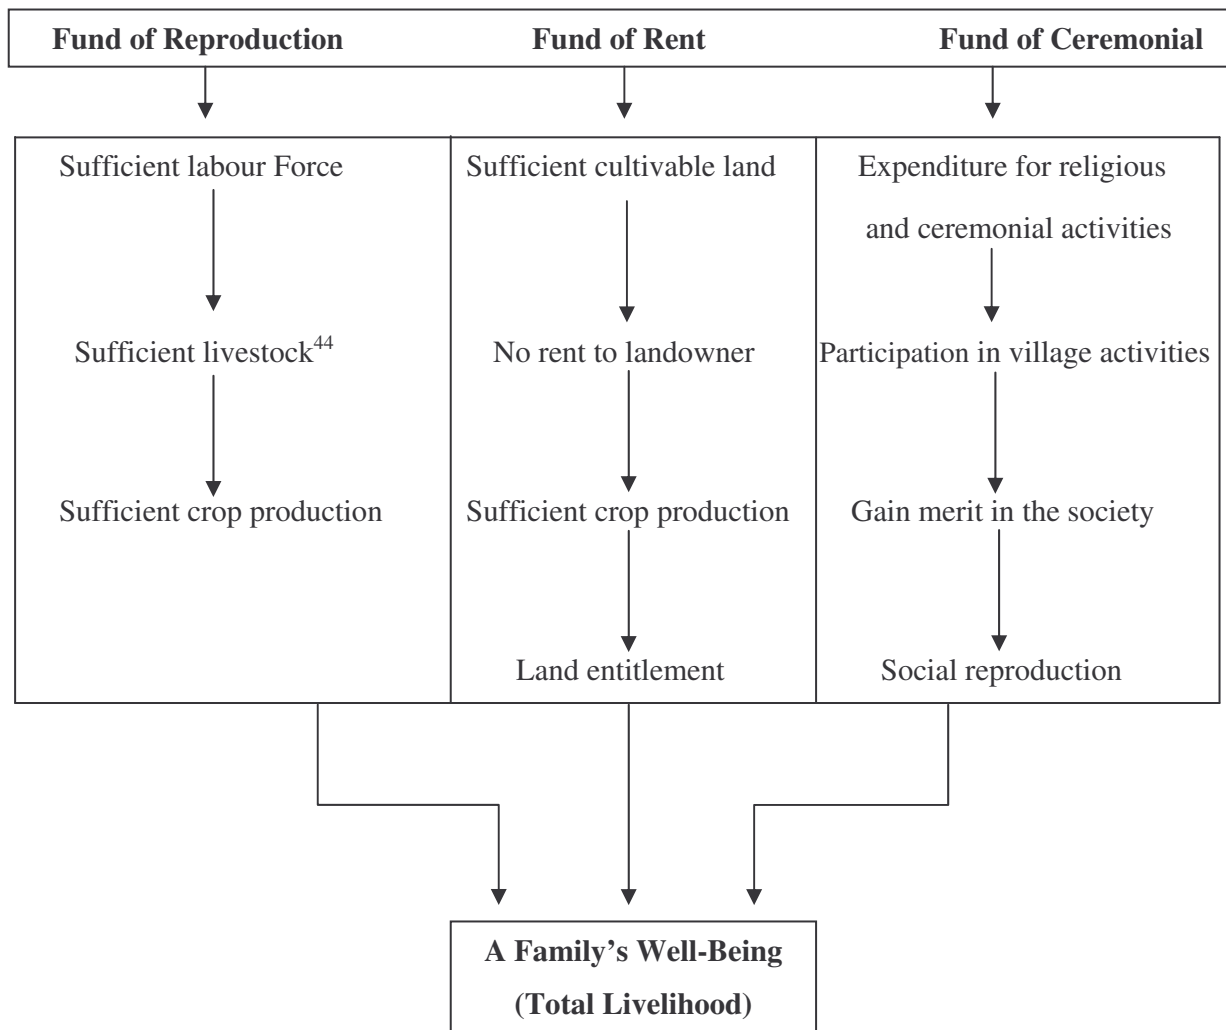 Fund of Reproduction Fund of Rent Fund of Ceremonial
Sufficient labour Force
Sufficient livestock44
Sufficient crop production
Sufficient cultivable land
No rent to landowner
Sufficient crop production
Land entitlement
Expenditure for religious
and ceremonial activities
Participation in village activities
Gain merit in the society
Social reproduction
A Family’s Well-Being
(Total Livelihood)